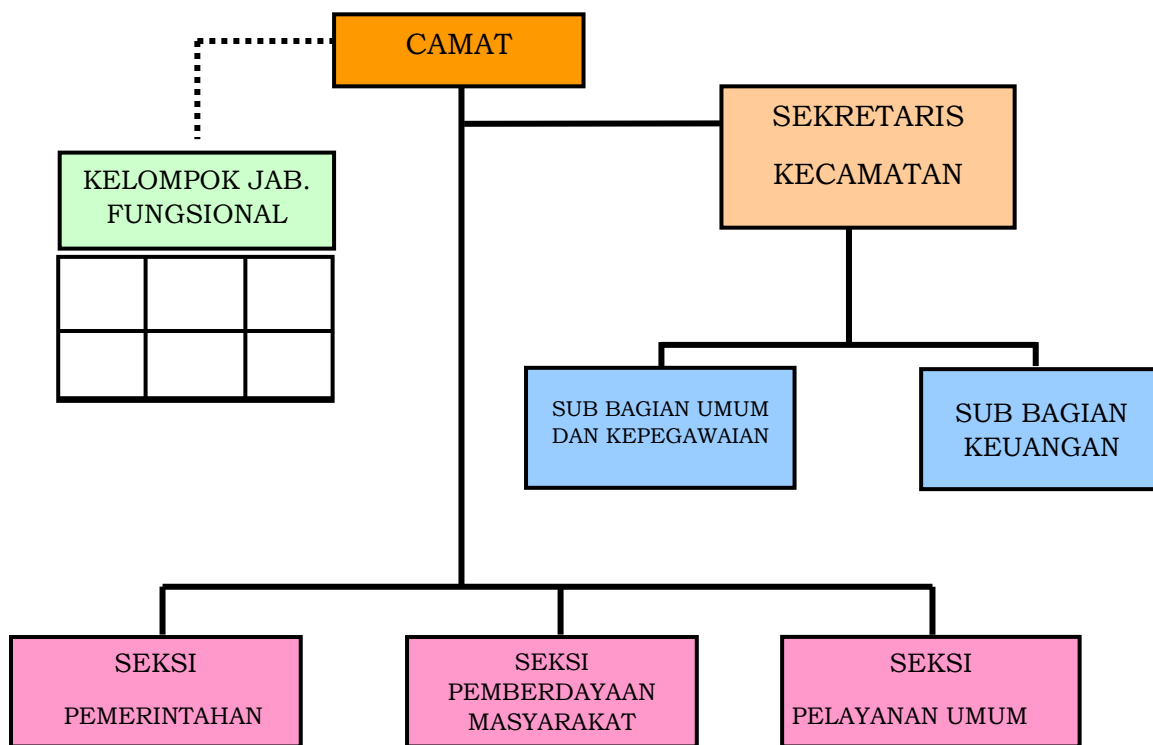 CAMAT
SEKRETARIS
KECAMATAN
KELOMPOK JAB.
FUNGSIONAL
SUB BAGIAN UMUM
DAN KEPEGAWAIAN
SUB BAGIAN
KEUANGAN
SEKSI
PEMERINTAHAN
SEKSI
PEMBERDAYAAN
MASYARAKAT
SEKSI
PELAYANAN UMUM